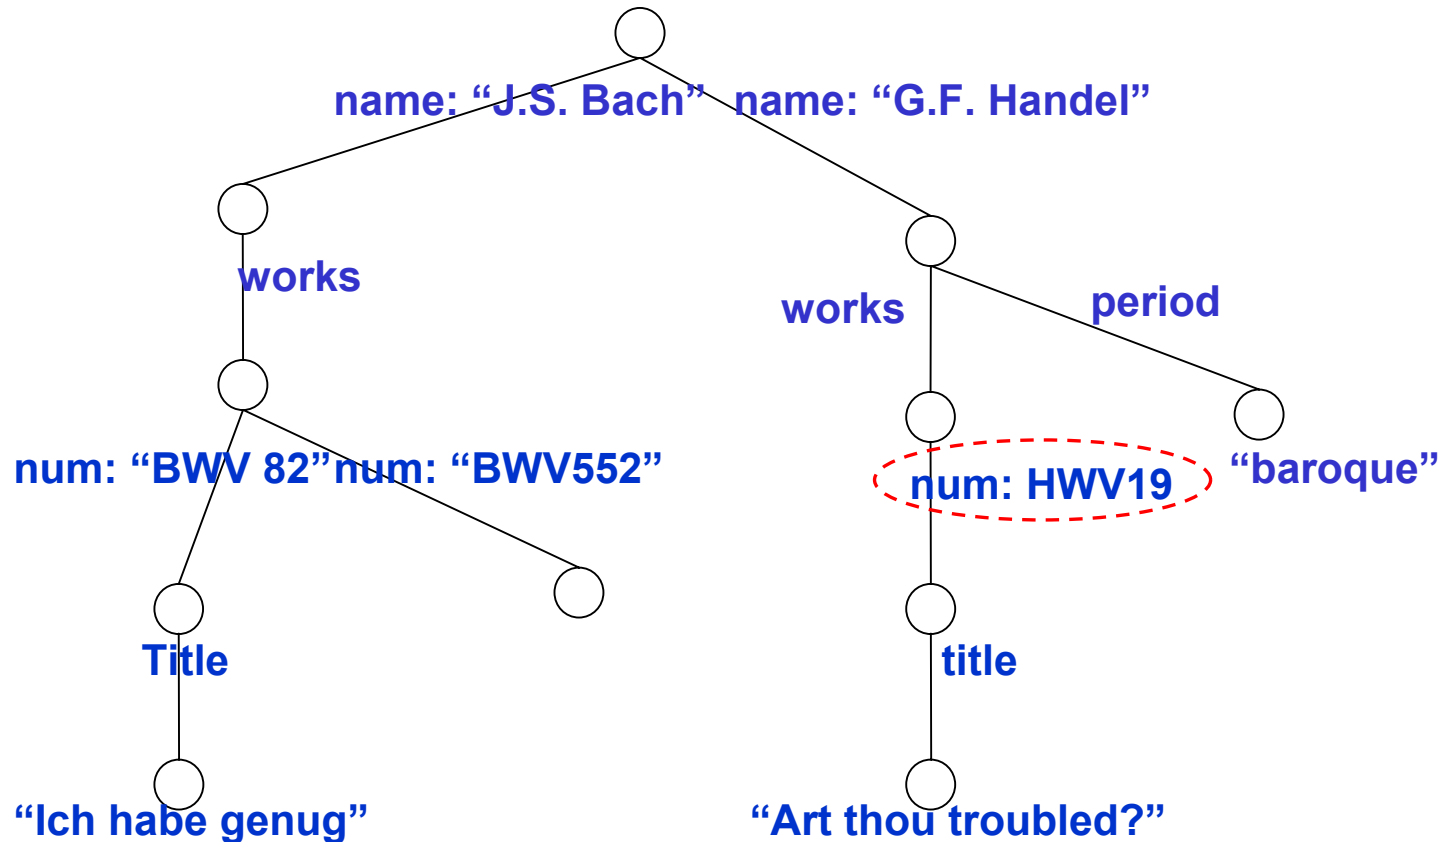 name: “J.S. Bach” name: “G.F. Handel”
works
works
period
num: “BWV 82” num: “BWV552”
num: HWV19
“baroque”
Title
title
“Ich habe genug”
“Art thou troubled?”